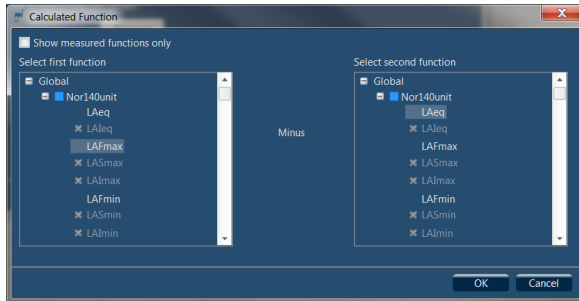 Calculated Function
Show measured functions only
Select first function
Global
Nor140unit
LAeq
LAIeq
LAFmax
LASmax
LAImax
LAFmin
LASmin
LAImin
Minus
Select second function
Global
Nor140unit
LAeq
LAIeq
LAFmax
LASmax
LAImax
LAFmin
LASmin
LAImin
OK
Cancel